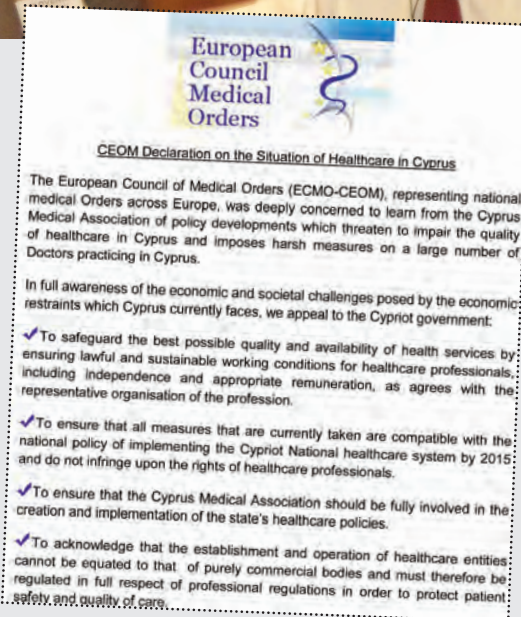 European
Council
Medical
Orders
CEOM Declaration on the Situation of Healthcare in Cyprus
The European Council of Medical Orders (ECMO-CEOM), representing national
medical Orders across Europe, was deeply concerned to learn from the Cyprus
Medical Association of policy developments which threaten to impair the quality
of healthcare in Cyprus and imposes harsh measures on a large number of
Doctors practicing in Cyprus.
In full awareness of the economic and societal challenges posed by the economic
restraints which Cyprus currently faces, we appeal to the Cypriot government:
✓To safeguard the best possible quality and availability of health services by
ensuring lawful and sustainable working conditions for healthcare professionals,
including independence and appropriate remuneration, as agrees with the
representative organisation of the profession.
✓To ensure that all measures that are currently taken are compatible with the
national policy of implementing the Cypriot National healthcare system by 2015
and do not infringe upon the rights of healthcare professionals.
✓To ensure that the Cyprus Medical Association should be fully involved in the
creation and implementation of the state's healthcare policies.
✓To acknowledge that the establishment and operation of healthcare entities
cannot be equated to that of purely commercial bodies and must therefore be
regulated in full respect of professional regulations in order to protect patient
safety and quality of care.